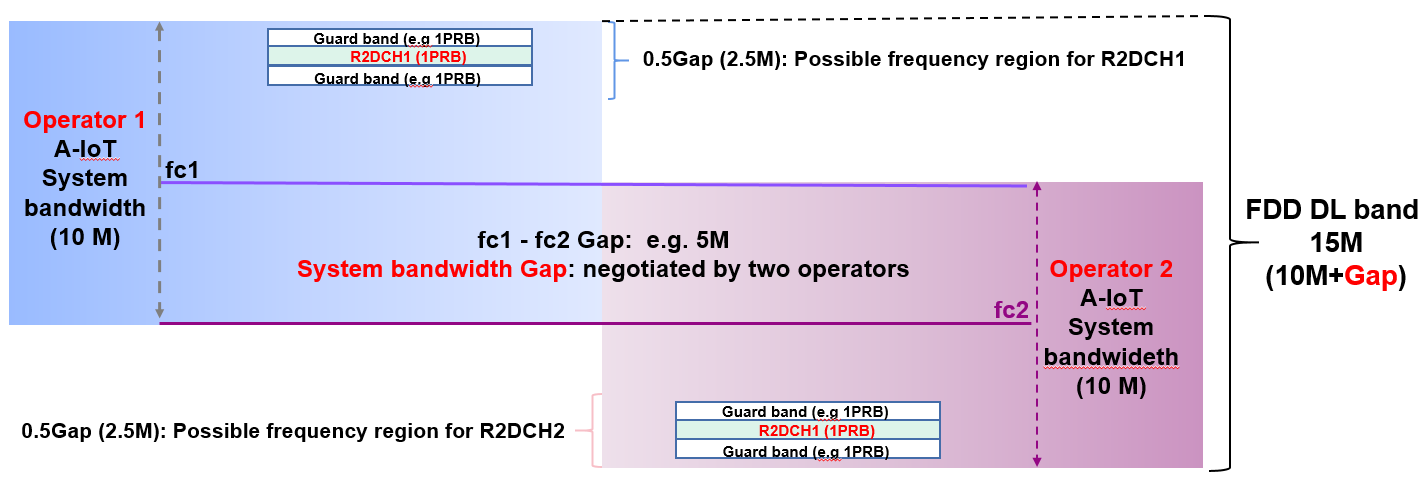 Guard band (e.g 1PRB)
R2DCH1 (1PRB)
Guard band (e.g 1PRB)
0.5Gap (2.5M): Possible frequency region for R2DCH1
Operator 1
A-IoT
System
bandwidth
(10 M)
fc1
fc1 - fc2 Gap: e.g. 5M
System bandwidth Gap: negotiated by two operators
FDD DL band
15M
(10M+Gap)
Operator 2
A-IoT
System
bandwideth
(10 M)
fc2
0.5Gap (2.5M): Possible frequency region for R2DCH2
Guard band (e.g 1PRB)
R2DCH1 (1PRB)
Guard band (e.g 1PRB)